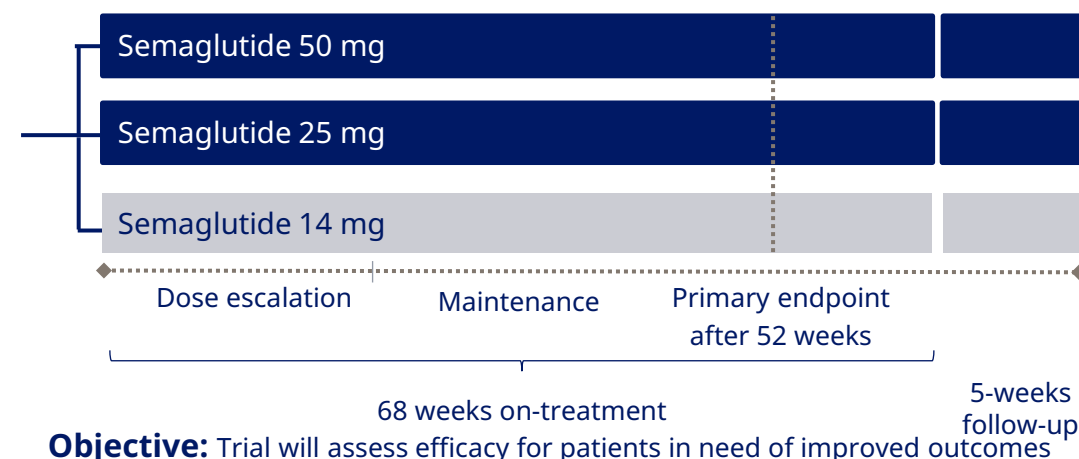 Semaglutide 50 mg
Semaglutide 25 mg
Semaglutide 14 mg
Dose escalation
Maintenance
Primary endpoint
after 52 weeks
68 weeks on-treatment
5-weeks
follow-up
Objective: Trial will assess efficacy for patients in need of improved outcomes